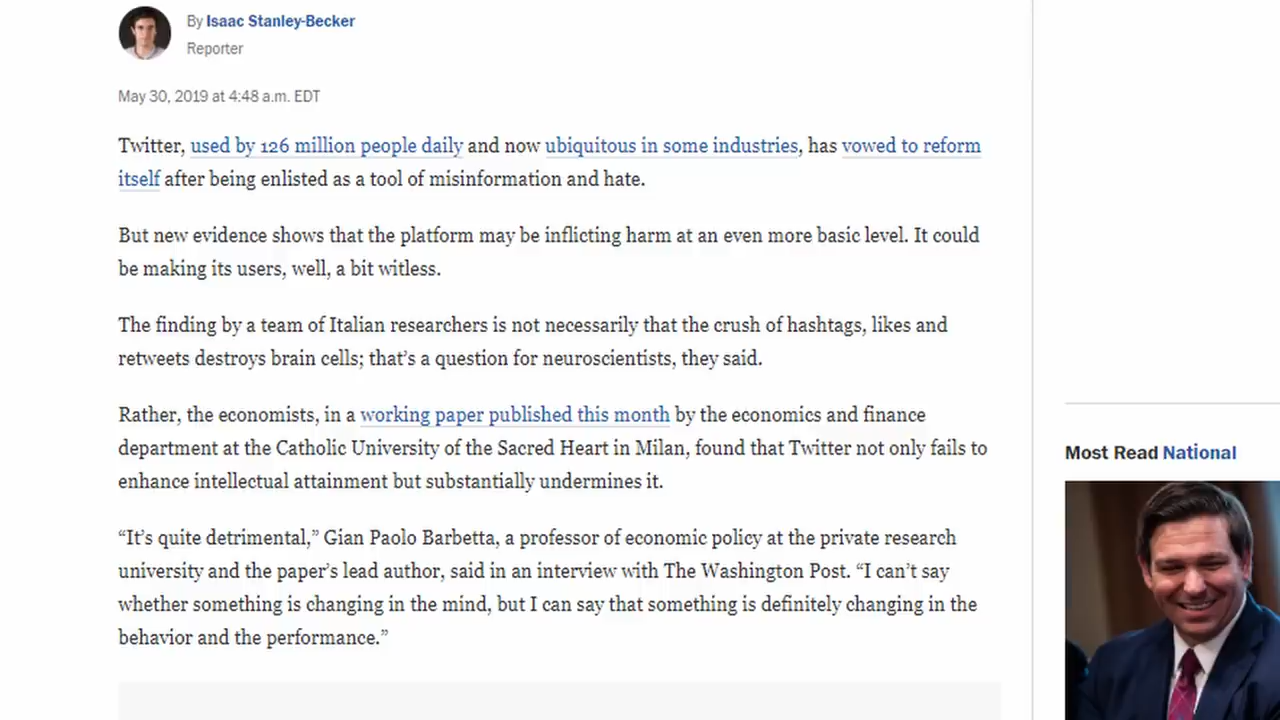 By Isaac Stanley-Becker
Reporter
May 30, 2019 at 4:48 a.m. EDT
Twitter, used by 126 million people daily and now ubiquitous in some industries, has vowed to reform
itself after being enlisted as a tool of misinformation and hate.
But new evidence shows that the platform may be inflicting harm at an even more basic level. It could
be making its users, well, a bit witless.
The finding by a team of Italian researchers is not necessarily that the crush of hashtags, likes and
retweets destroys brain cells; that’s a question for neuroscientists, they said.
Rather, the economists, in a working paper published this month by the economics and finance
department at the Catholic University of the Sacred Heart in Milan, found that Twitter not only fails to
enhance intellectual attainment but substantially undermines it.
“It’s quite detrimental,” Gian Paolo Barbetta, a professor of economic policy at the private research
university and the paper’s lead author, said in an interview with The Washington Post. “I can’t say
whether something is changing in the mind, but I can say that something is definitely changing in the
behavior and the performance.”
Most Read National